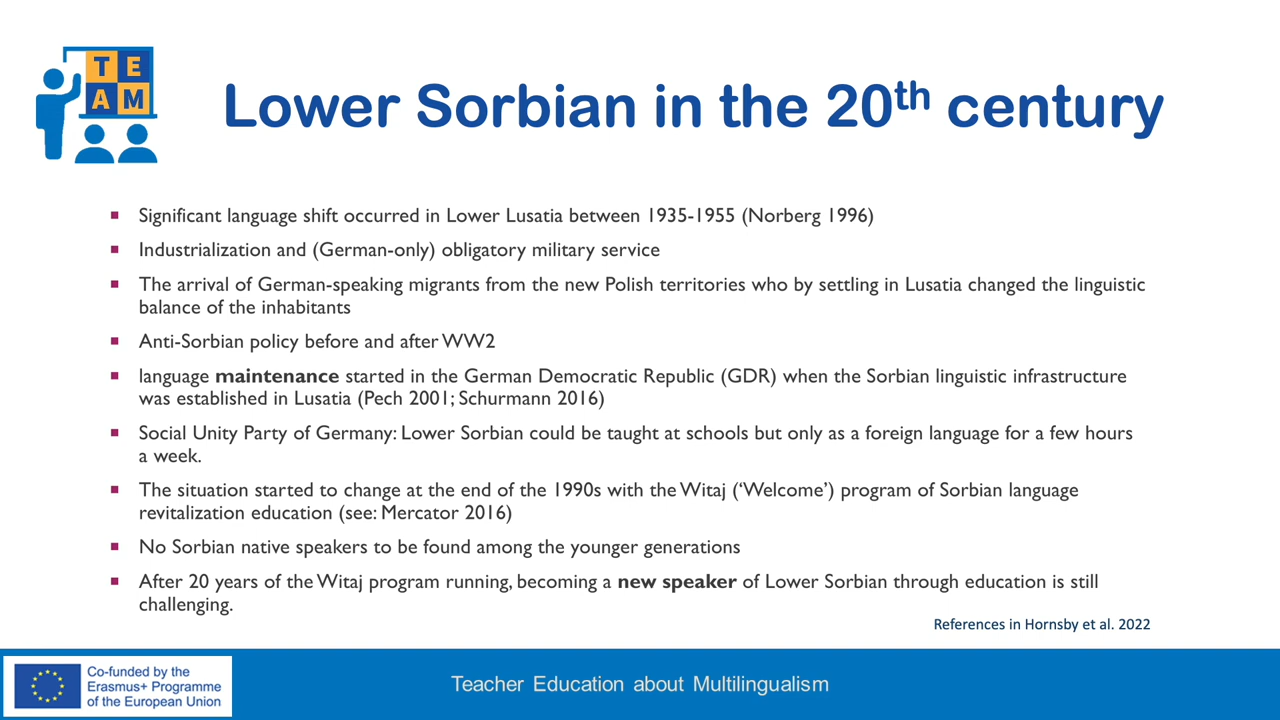 T E
A M
Lower Sorbian in the 20th century
▪ Significant language shift occurred in Lower Lusatia between 1935-1955 (Norberg 1996)
▪ Industrialization and (German-only) obligatory military service
▪ The arrival of German-speaking migrants from the new Polish territories who by settling in Lusatia changed the linguistic
balance of the inhabitants
▪ Anti-Sorbian policy before and after WW2
▪ language maintenance started in the German Democratic Republic (GDR) when the Sorbian linguistic infrastructure
was established in Lusatia (Pech 2001; Schurmann 2016)
▪ Social Unity Party of Germany: Lower Sorbian could be taught at schools but only as a foreign language for a few hours
a week.
▪ The situation started to change at the end of the 1990s with the Witaj (‘Welcome’) program of Sorbian language
revitalization education (see: Mercator 2016)
▪ No Sorbian native speakers to be found among the younger generations
▪ After 20 years of the Witaj program running, becoming a new speaker of Lower Sorbian through education is still
challenging.
References in Hornsby et al. 2022
Co-funded by the
Erasmus+ Programme
of the European Union
Teacher Education about Multilingualism